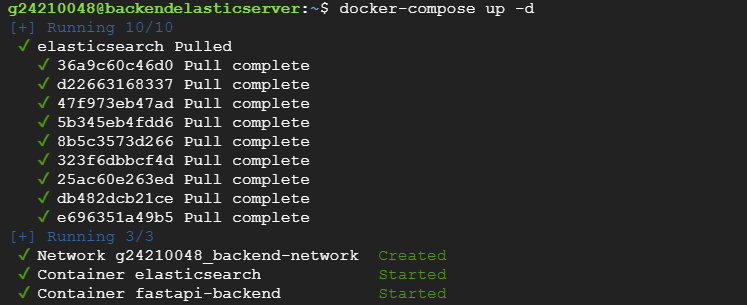 g24210048@backendelasticserver:~$ docker-compose up -d
[+] Running 10/10
✓ elasticsearch Pulled
✓ 36a9c60c46d0 Pull complete
✓ d22663168337 Pull complete
✓ 47f973eb47ad Pull complete
✓ 5b345eb4fdd6 Pull complete
✓ 8b5c3573d266 Pull complete
✓ 323f6dbbcf4d Pull complete
✓ 25ac60e263ed Pull complete
✓ db482dcb21ce Pull complete
✓ e696351a49b5 Pull complete
[+] Running 3/3
✓ Network g24210048_backend-network Created
✓ Container elasticsearch Started
✓ Container fastapi-backend Started